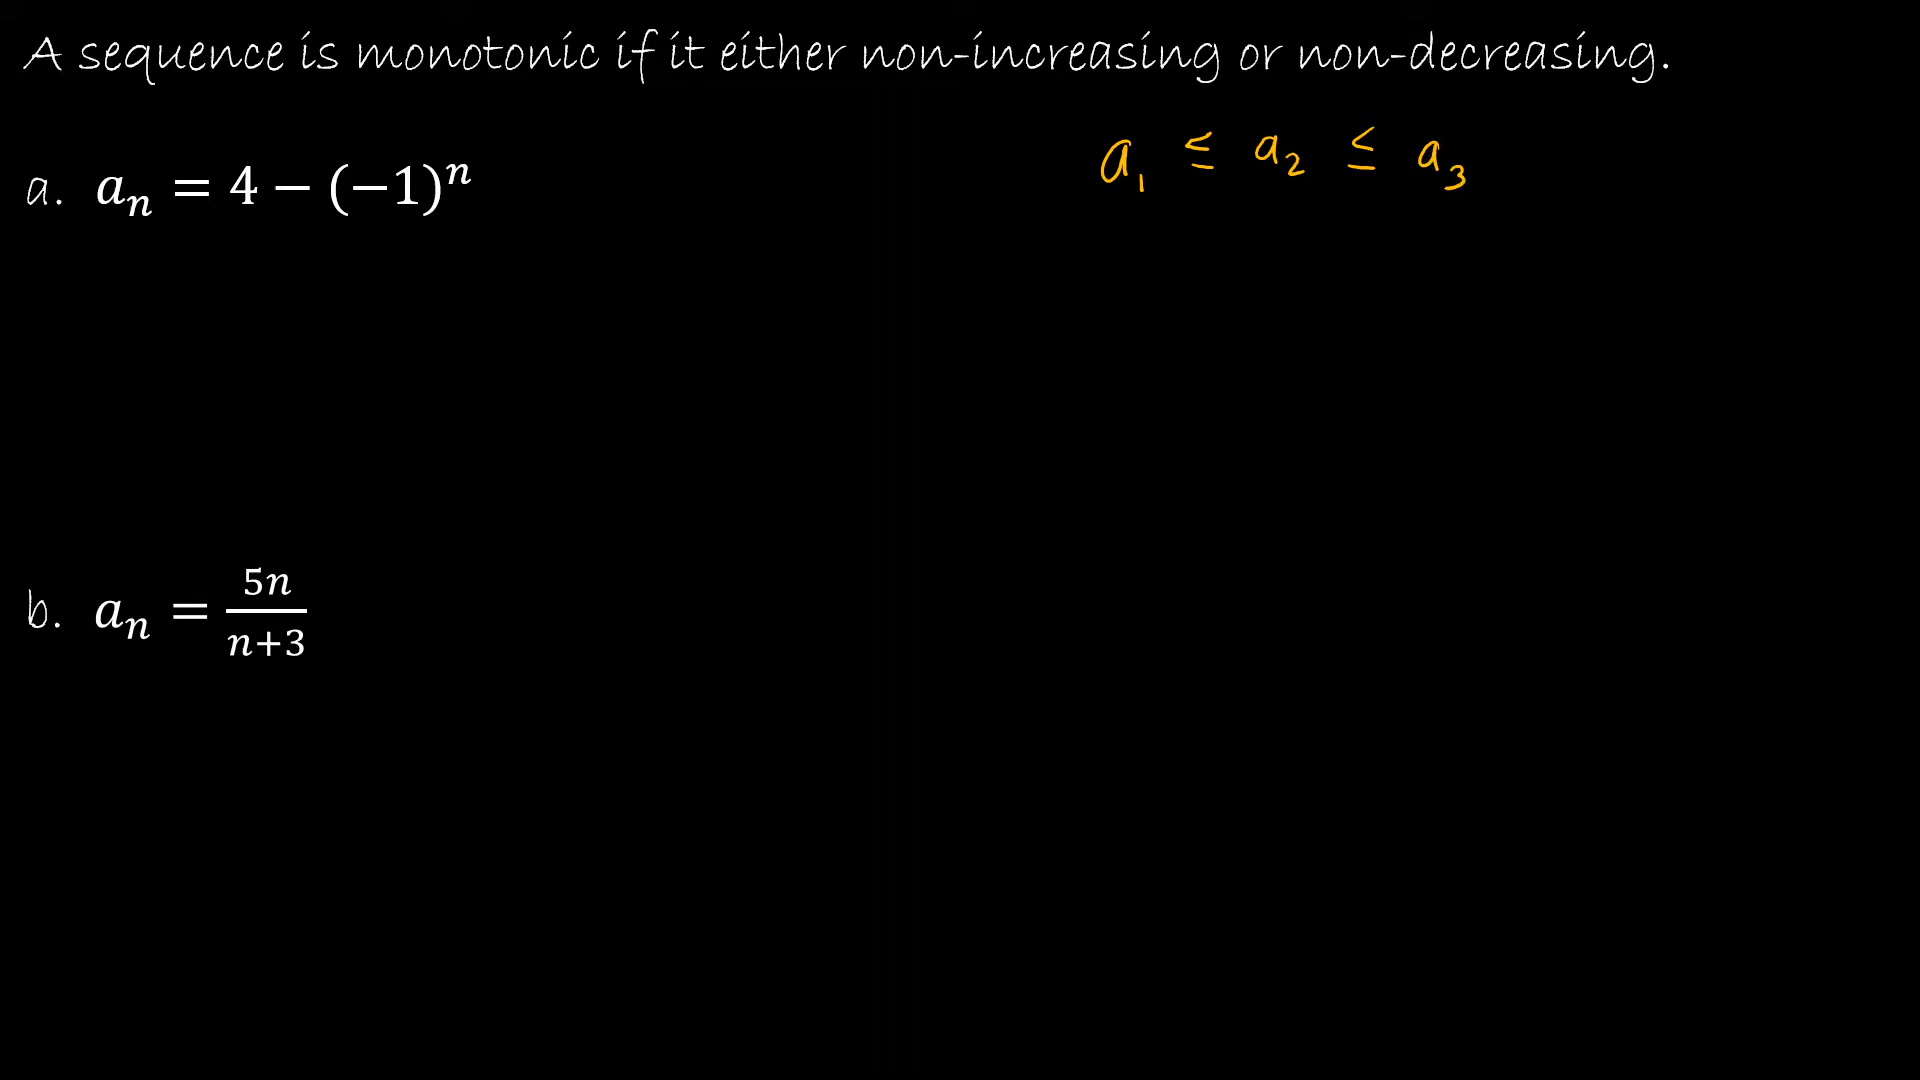 A sequence is monotonic if it either non-increasing or non-decreasing.
a₁ ≤ a₂ ≤ a₃
a. aₙ = 4 − (−1)ⁿ
b. aₙ = 5n/(n+3)